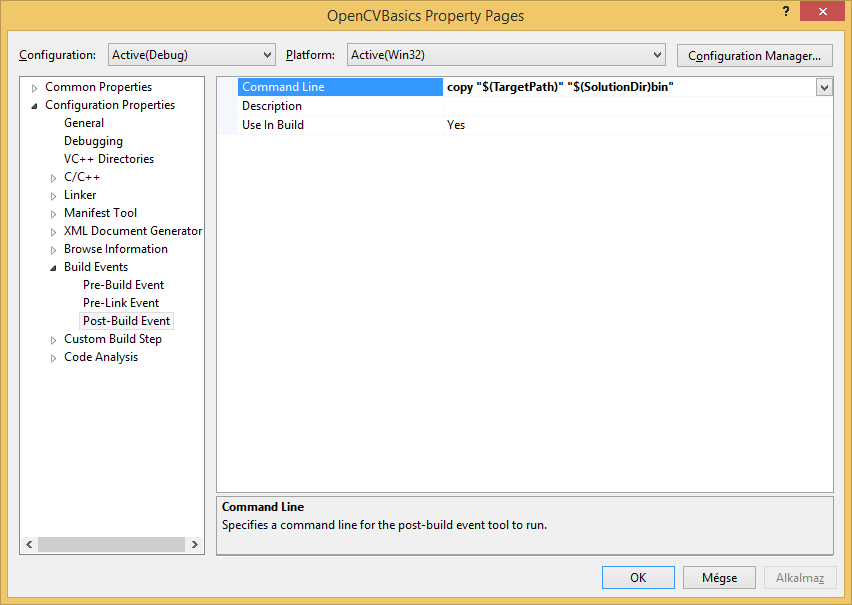 OpenCVBasics Property Pages
?
Configuration: Active(Debug) Platform: Active(Win32) Configuration Manager...
Common Properties
Configuration Properties
General
Debugging
VC++ Directories
C/C++
Linker
Manifest Tool
XML Document Generator
Browse Information
Build Events
Pre-Build Event
Pre-Link Event
Post-Build Event
Custom Build Step
Code Analysis
Command Line copy "$(TargetPath)" "$(SolutionDir)bin"
Description
Use In Build Yes
Command Line
Specifies a command line for the post-build event tool to run.
OK Mégse Alkalmaz